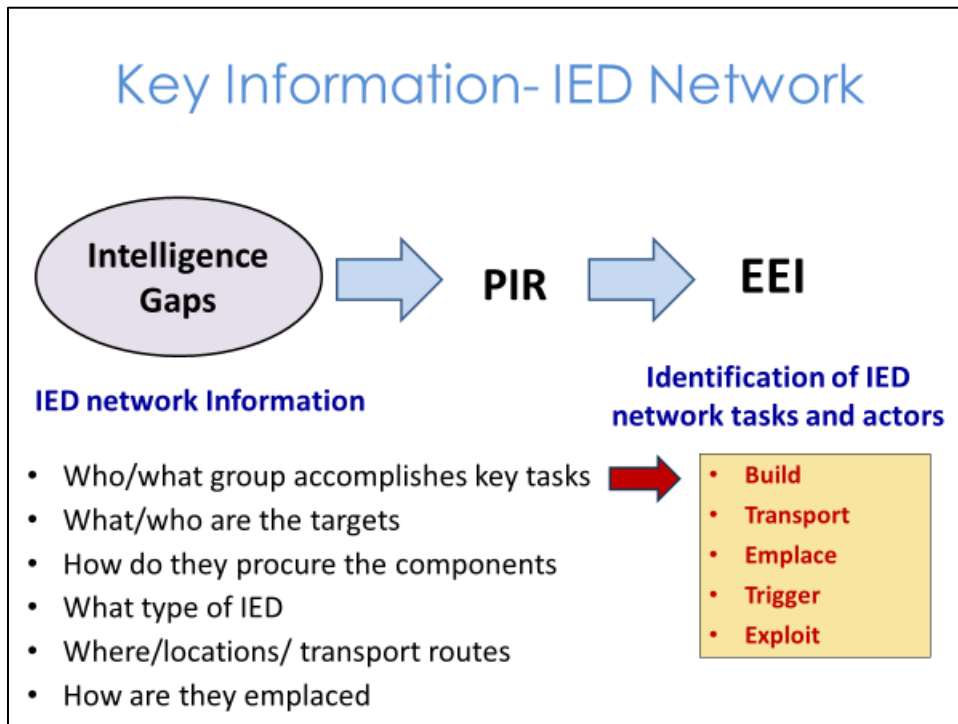 Key Information- IED Network
Intelligence
Gaps
PIR
EEI
IED network Information
Identification of IED
network tasks and actors
• Who/what group accomplishes key tasks
• What/who are the targets
• How do they procure the components
• What type of IED
• Where/locations/ transport routes
• How are they emplaced
• Build
• Transport
• Emplace
• Trigger
• Exploit